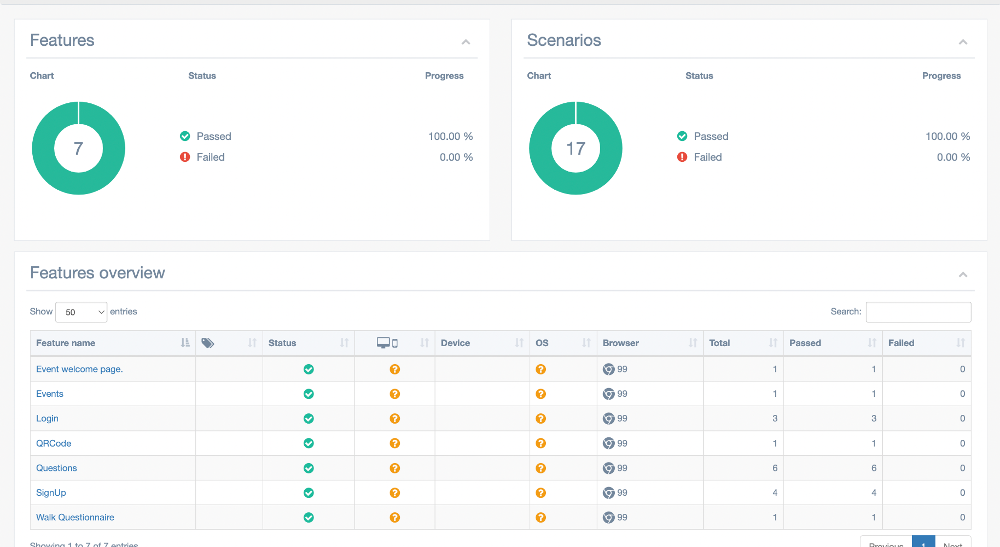 Features
Scenarios
Chart Status Progress
Chart Status Progress
7
Passed 100.00 %
Failed 0.00 %
17
Passed 100.00 %
Failed 0.00 %
Features overview
Show 50 entries
Search:
Feature name Status Device OS Browser Total Passed Failed
Event welcome page. 99 1 1 0
Events 99 1 1 0
Login 99 3 3 0
QRCode 99 1 1 0
Questions 99 6 6 0
SignUp 99 4 4 0
Walk Questionnaire 99 1 1 0
Showing 1 to 7 of 7 entries
Previous 1 Next